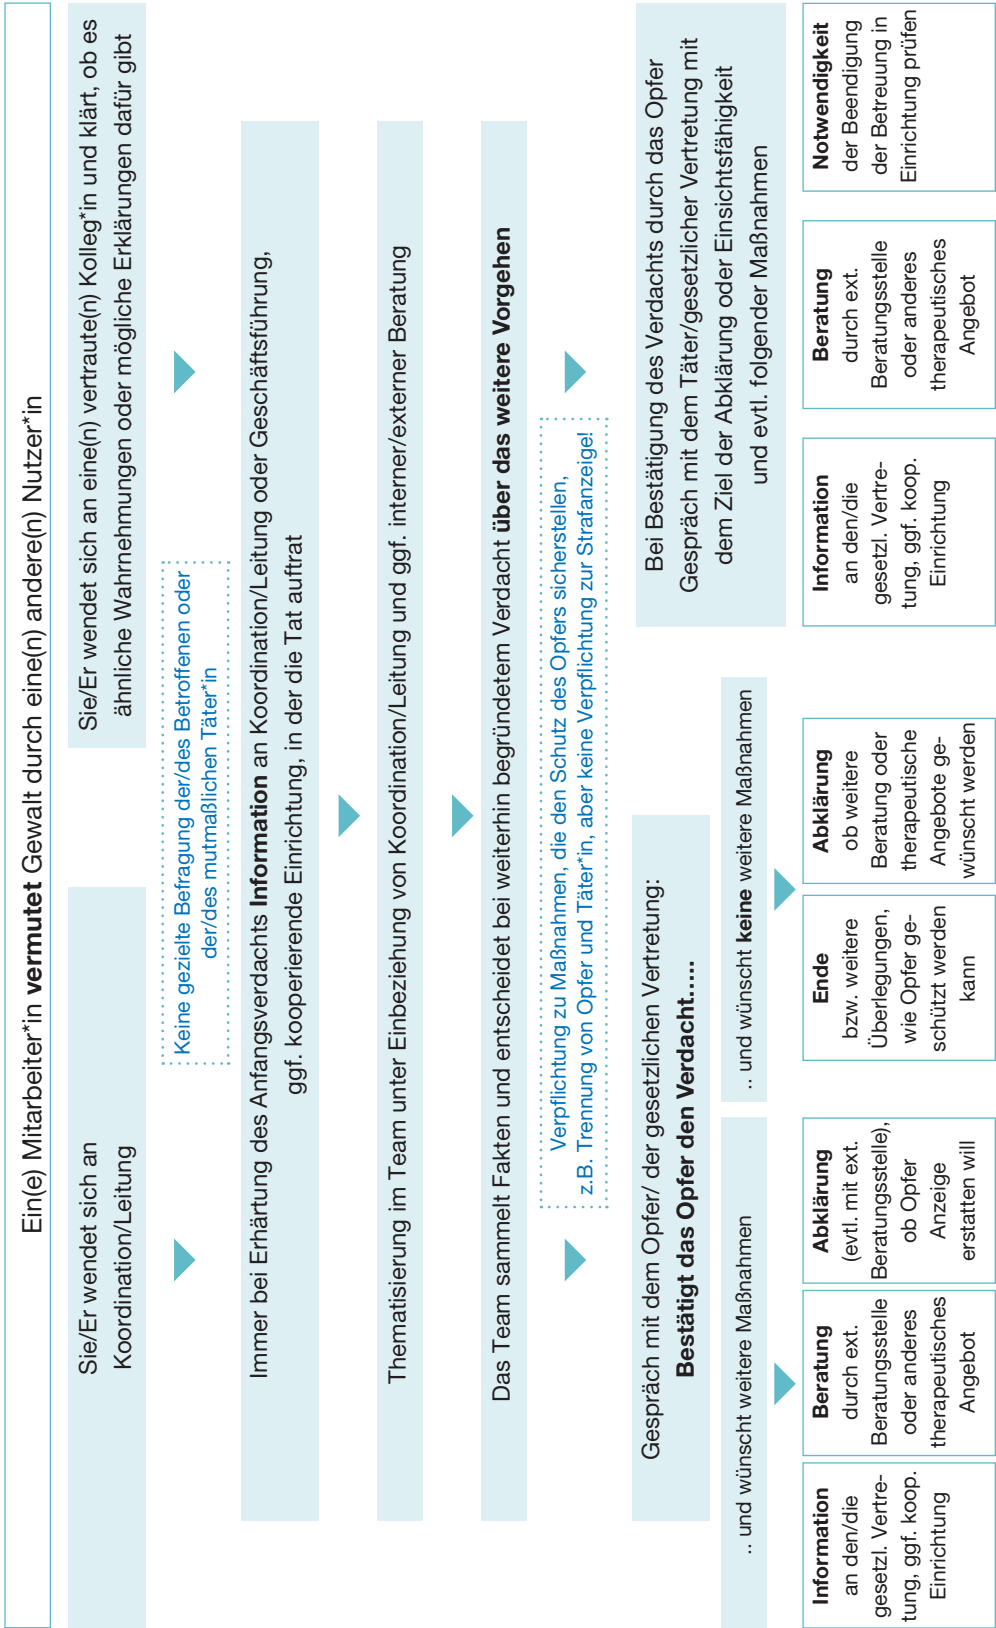 Ein(e) Mitarbeiter*in vermutet Gewalt durch eine(n) andere(n) Nutzer*in
Sie/Er wendet sich an
Koordination/Leitung
Sie/Er wendet sich an eine(n) vertraute(n) Kolleg*in und klärt, ob es
ähnliche Wahrnehmungen oder mögliche Erklärungen dafür gibt
Keine gezielte Befragung der/des Betroffenen oder
der/des mutmaßlichen Täter*in
Immer bei Erhärtung des Anfangsverdachts Information an Koordination/Leitung oder Geschäftsführung,
ggf. kooperierende Einrichtung, in der die Tat auftrat
Thematisierung im Team unter Einbeziehung von Koordination/Leitung und ggf. interner/externer Beratung
Das Team sammelt Fakten und entscheidet bei weiterhin begründetem Verdacht über das weitere Vorgehen
Verpflichtung zu Maßnahmen, die den Schutz des Opfers sicherstellen,
z.B. Trennung von Opfer und Täter*in, aber keine Verpflichtung zur Strafanzeige!
Gespräch mit dem Opfer/ der gesetzlichen Vertretung:
Bestätigt das Opfer den Verdacht.....
Bei Bestätigung des Verdachts durch das Opfer
Gespräch mit dem Täter/gesetzlicher Vertretung mit
dem Ziel der Abklärung oder Einsichtsfähigkeit
und evtl. folgender Maßnahmen
.. und wünscht weitere Maßnahmen
.. und wünscht keine weitere Maßnahmen
Information
an den/die
gesetzl. Vertre-
tung, ggf. koop.
Einrichtung
Beratung
durch ext.
Beratungsstelle
oder anderes
therapeutisches
Angebot
Abklärung
(evtl. mit ext.
Beratungsstelle),
ob Opfer
Anzeige
erstatten will
Ende
bzw. weitere
Überlegungen,
wie Opfer ge-
schützt werden
kann
Abklärung
ob weitere
Beratung oder
therapeutische
Angebote ge-
wünscht werden
Information
an den/die
gesetzl. Vertre-
tung, ggf. koop.
Einrichtung
Beratung
durch ext.
Beratungsstelle
oder anderes
therapeutisches
Angebot
Notwendigkeit
der Beendigung
der Betreuung in
Einrichtung prüfen